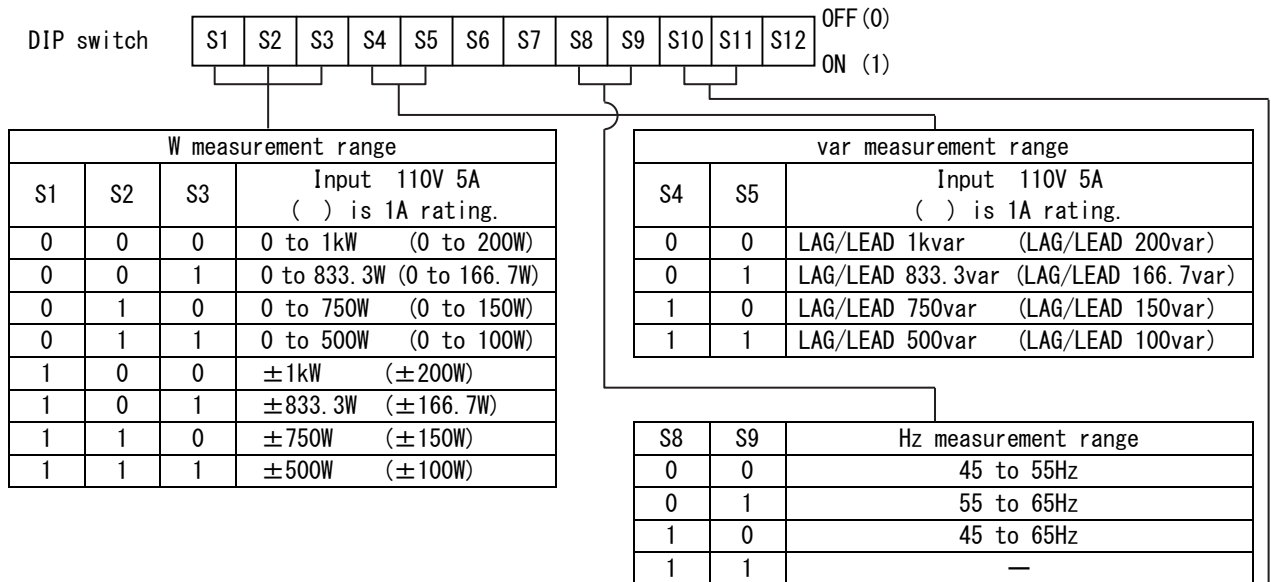 OFF(0)
DIP switch S1 S2 S3 S4 S5 S6 S7 S8 S9 S10 S11 S12
ON (1)
W measurement range
S1 S2 S3 Input 110V 5A
( ) is 1A rating.
0 0 0 0 to 1kW (0 to 200W)
0 0 1 0 to 833.3W (0 to 166.7W)
0 1 0 0 to 750W (0 to 150W)
0 1 1 0 to 500W (0 to 100W)
1 0 0 ±1kW (±200W)
1 0 1 ±833.3W (±166.7W)
1 1 0 ±750W (±150W)
1 1 1 ±500W (±100W)
var measurement range
S4 S5 Input 110V 5A
( ) is 1A rating.
0 0 LAG/LEAD 1kvar (LAG/LEAD 200var)
0 1 LAG/LEAD 833.3var (LAG/LEAD 166.7var)
1 0 LAG/LEAD 750var (LAG/LEAD 150var)
1 1 LAG/LEAD 500var (LAG/LEAD 100var)
S8 S9 Hz measurement range
0 0 45 to 55Hz
0 1 55 to 65Hz
1 0 45 to 65Hz
1 1 —